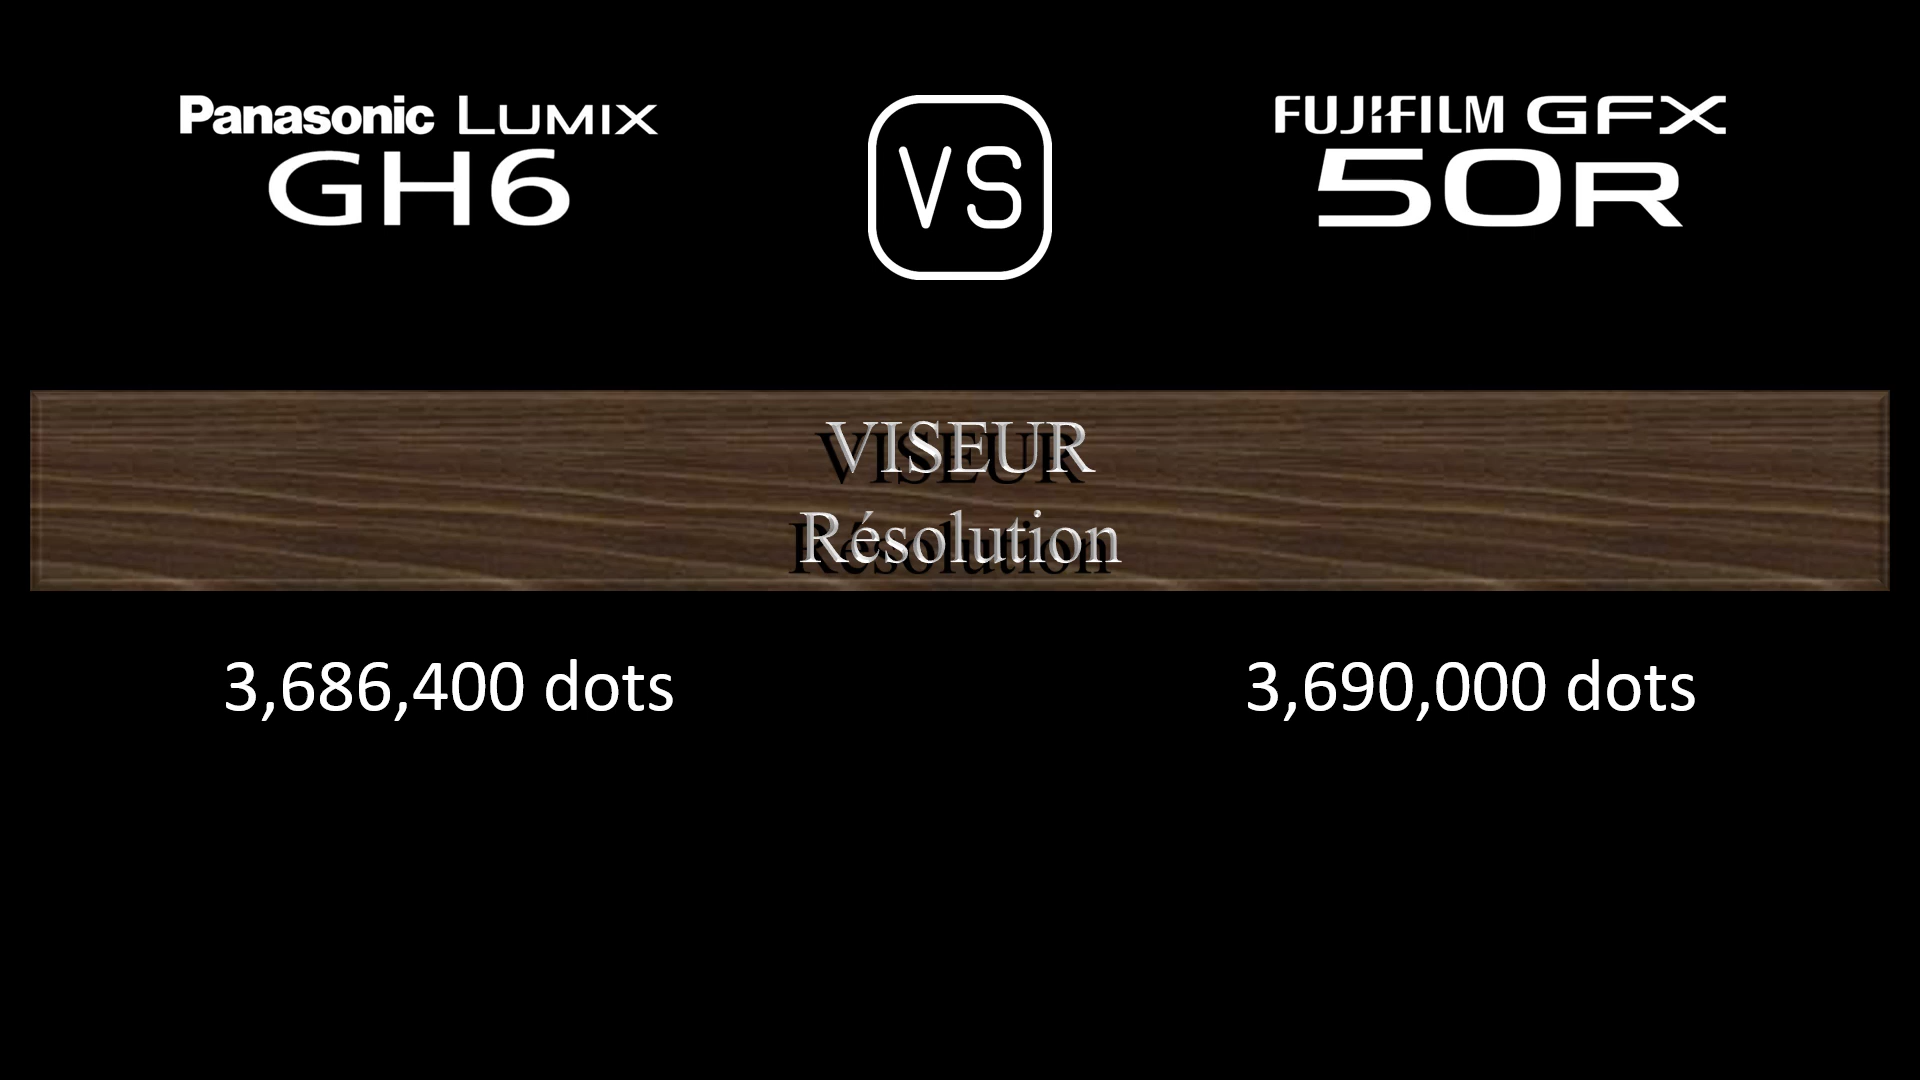 Panasonic LUMIX
GH6
VS
FUJIFILM GFX
50R
VISEUR
Résolution
3,686,400 dots
3,690,000 dots